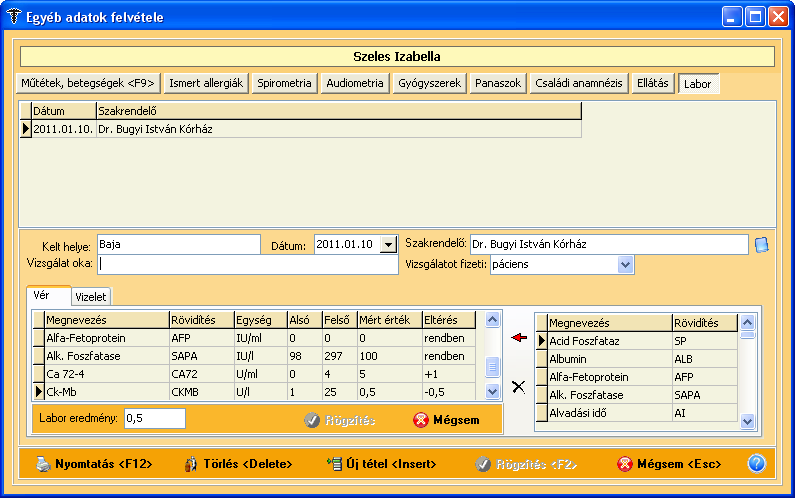 Egyéb adatok felvétele
Szeles Izabella
Műtétek, betegségek <F9> Ismert allergiák Spirometria Audiometria Gyógyszerek Panaszok Családi anamnézis Ellátás Labor
Dátum Szakrendelő
2011.01.10. Dr. Bugyi István Kórház
Kelt helye: Baja Dátum: 2011.01.10 Szakrendelő: Dr. Bugyi István Kórház
Vizsgálat oka: Vizsgálatot fizeti: páciens
Vér Vizelet
Megnevezés Rövidítés Egység Alsó Felső Mért érték Eltérés
Alfa-Fetoprotein AFP IU/ml 0 0 0 rendben
Alk. Foszfatase SAPA IU/l 98 297 100 rendben
Ca 72-4 CA72 U/ml 0 4 5 +1
Ck-Mb CKMB U/l 1 25 0,5 -0,5
Labor eredmény: 0,5 Rögzítés Mégsem
Megnevezés Rövidítés
Acid Foszfataz SP
Albumin ALB
Alfa-Fetoprotein AFP
Alk. Foszfatase SAPA
Alvadási idő AI
Nyomtatás <F12> Törlés <Delete> Új tétel <Insert> Rögzítés <F2> Mégsem <Esc> ?